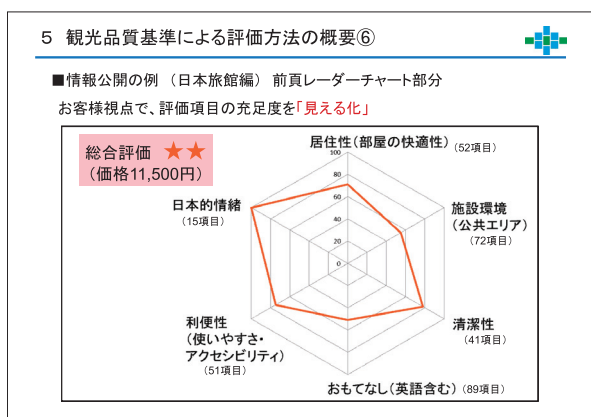 5 観光品質基準による評価方法の概要⑥
■情報公開の例 (日本旅館編) 前頁レーダーチャート部分
お客様視点で、評価項目の充足度を「見える化」
総合評価 ★★
(価格11,500円)
居住性(部屋の快適性)(52項目)
100
80
60
40
20
0
日本的情緒
(15項目)
施設環境
(公共エリア)
(72項目)
利便性
(使いやすさ・
アクセシビリティ)
(51項目)
清潔性
(41項目)
おもてなし(英語含む)(89項目)